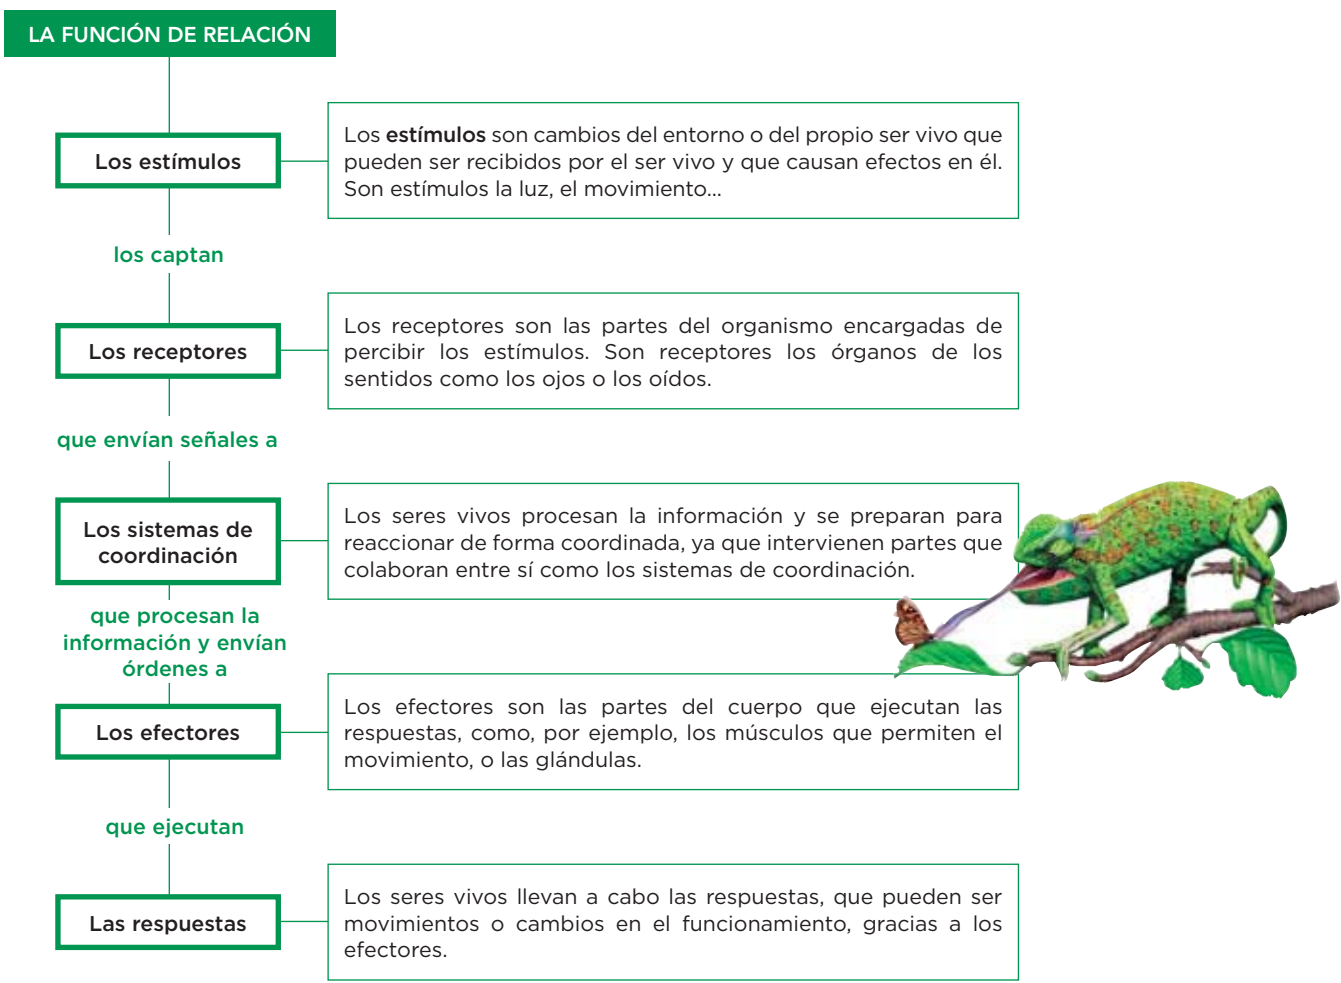 LA FUNCIÓN DE RELACIÓN
Los estímulos
Los estímulos son cambios del entorno o del propio ser vivo que
pueden ser recibidos por el ser vivo y que causan efectos en él.
Son estímulos la luz, el movimiento...
los captan
Los receptores
Los receptores son las partes del organismo encargadas de
percibir los estímulos. Son receptores los órganos de los
sentidos como los ojos o los oídos.
que envían señales a
Los sistemas de
coordinación
Los seres vivos procesan la información y se preparan para
reaccionar de forma coordinada, ya que intervienen partes que
colaboran entre sí como los sistemas de coordinación.
que procesan la
información y envían
órdenes a
Los efectores
Los efectores son las partes del cuerpo que ejecutan las
respuestas, como, por ejemplo, los músculos que permiten el
movimiento, o las glándulas.
que ejecutan
Las respuestas
Los seres vivos llevan a cabo las respuestas, que pueden ser
movimientos o cambios en el funcionamiento, gracias a los
efectores.